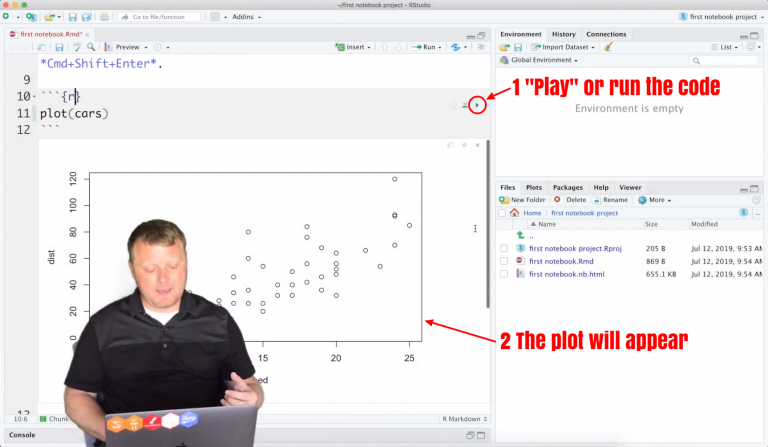 ~/first notebook project - RStudio
Go to file/function
Addins
first notebook project
first notebook.Rmd*
Preview
Insert
Run
*Cmd+Shift+Enter*.
9
10 ```{r}
11 plot(cars)
12 ```
1 "Play" or run the code
dist
0 20 40 60 80 100 120
15 20 25
ed
2 The plot will appear
10:6
Chunk
R Markdown
Console
Environment History Connections
Import Dataset
List
Global Environment
Environment is empty
Files Plots Packages Help Viewer
New Folder Delete Rename More
Home first notebook project
Name Size Modified
..
first notebook project.Rproj 205 B Jul 12, 2019, 9:53 AM
first notebook.Rmd 869 B Jul 12, 2019, 9:54 AM
first notebook.nb.html 655.1 KB Jul 12, 2019, 9:54 AM